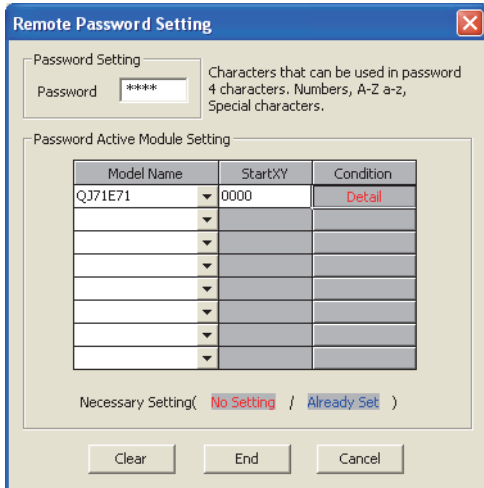 Remote Password Setting
Password Setting
Password ****
Characters that can be used in password
4 characters. Numbers, A-Z a-z,
Special characters.
Password Active Module Setting
Model Name StartXY Condition
QJ71E71 0000 Detail
Necessary Setting( No Setting / Already Set )
Clear End Cancel